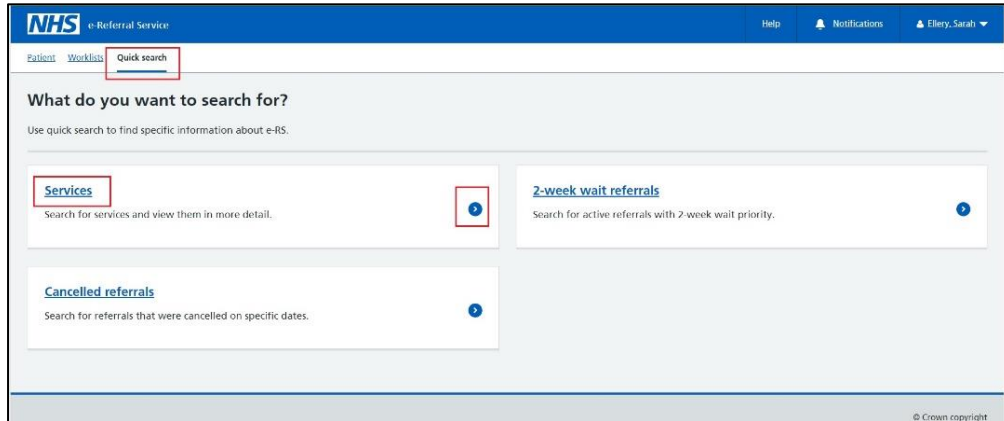 NHS e-Referral Service
Help
Notifications
Ellery, Sarah
Patient Worklists Quick search
What do you want to search for?
Use quick search to find specific information about e-RS.
Services
Search for services and view them in more detail.
2-week wait referrals
Search for active referrals with 2-week wait priority.
Cancelled referrals
Search for referrals that were cancelled on specific dates.
© Crown copyright